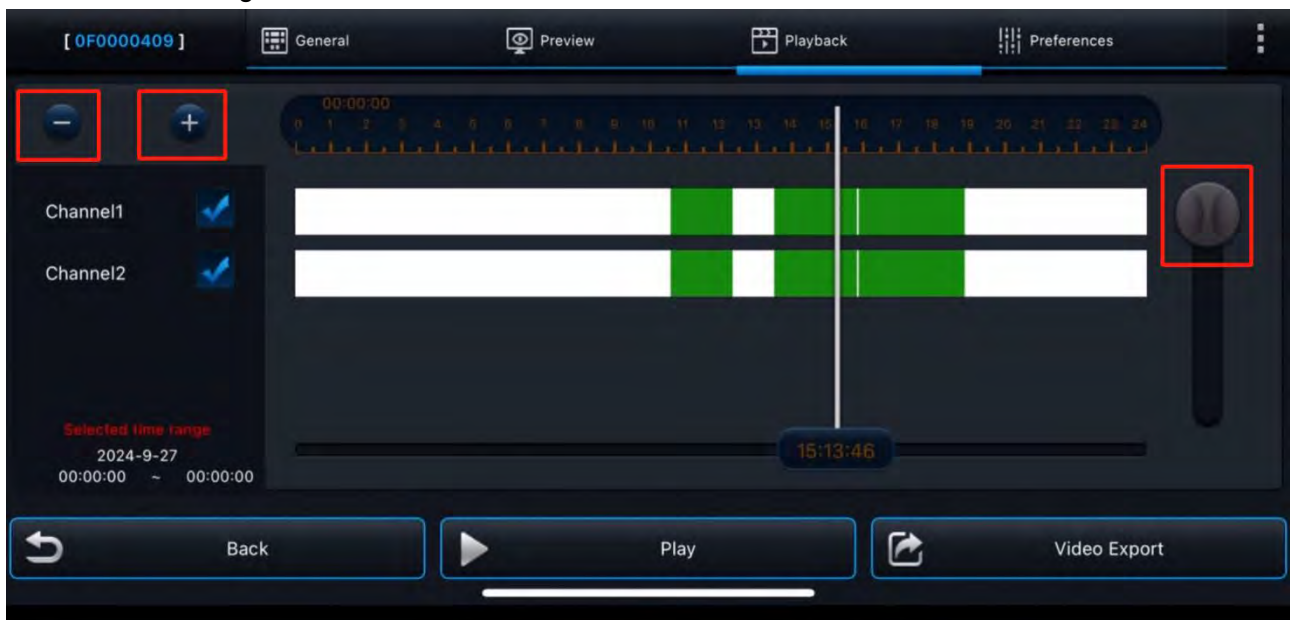 [ 0F0000409 ] General Preview Playback Preferences
00:00:00
0 1 2 3 4 5 6 7 8 9 10 11 12 13 14 15 16 17 18 19 20 21 22 23 24
Channel1
Channel2
Selected time range
2024-9-27
00:00:00 ~ 00:00:00
15:13:46
Back Play Video Export